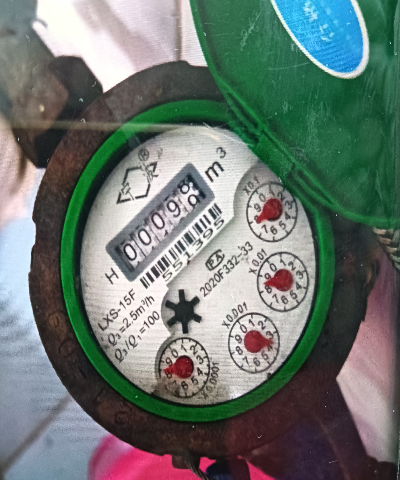 m³
H 0009
551395
LXS-15F
Q₃=2.5m³/h
Q₃/Q₁=100
2020F332-33
X0.1
X0.01
X0.001
X0.0001